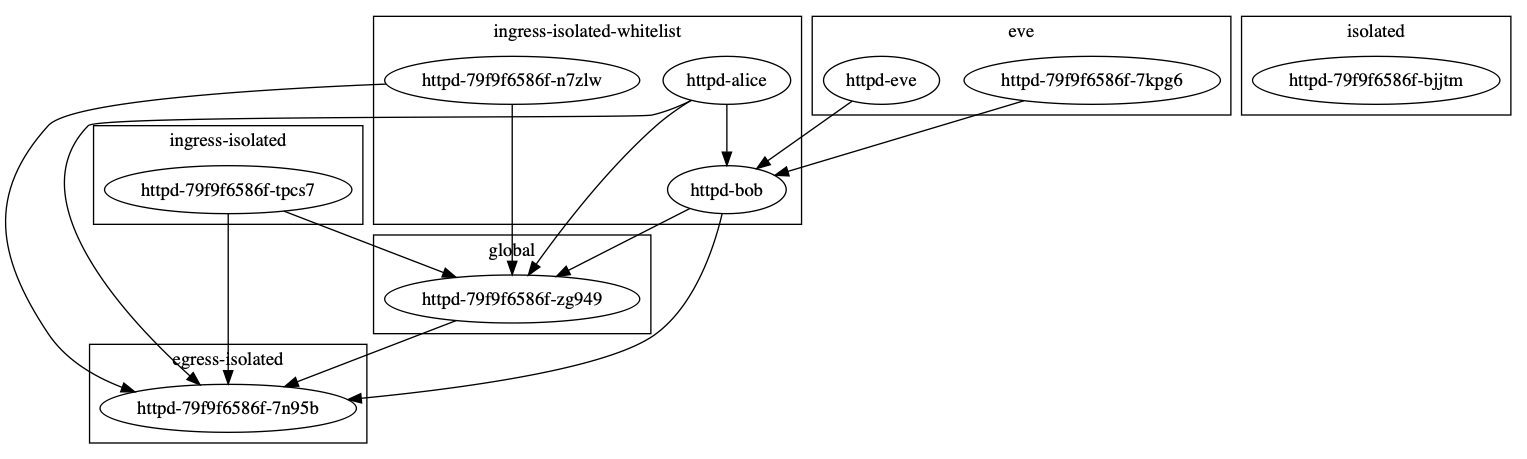 ingress-isolated-whitelist
httpd-79f9f6586f-n7zlw
httpd-alice
httpd-bob
eve
httpd-eve
httpd-79f9f6586f-7kpg6
isolated
httpd-79f9f6586f-bjjtm
ingress-isolated
httpd-79f9f6586f-tpcs7
global
httpd-79f9f6586f-zg949
egress-isolated
httpd-79f9f6586f-7n95b